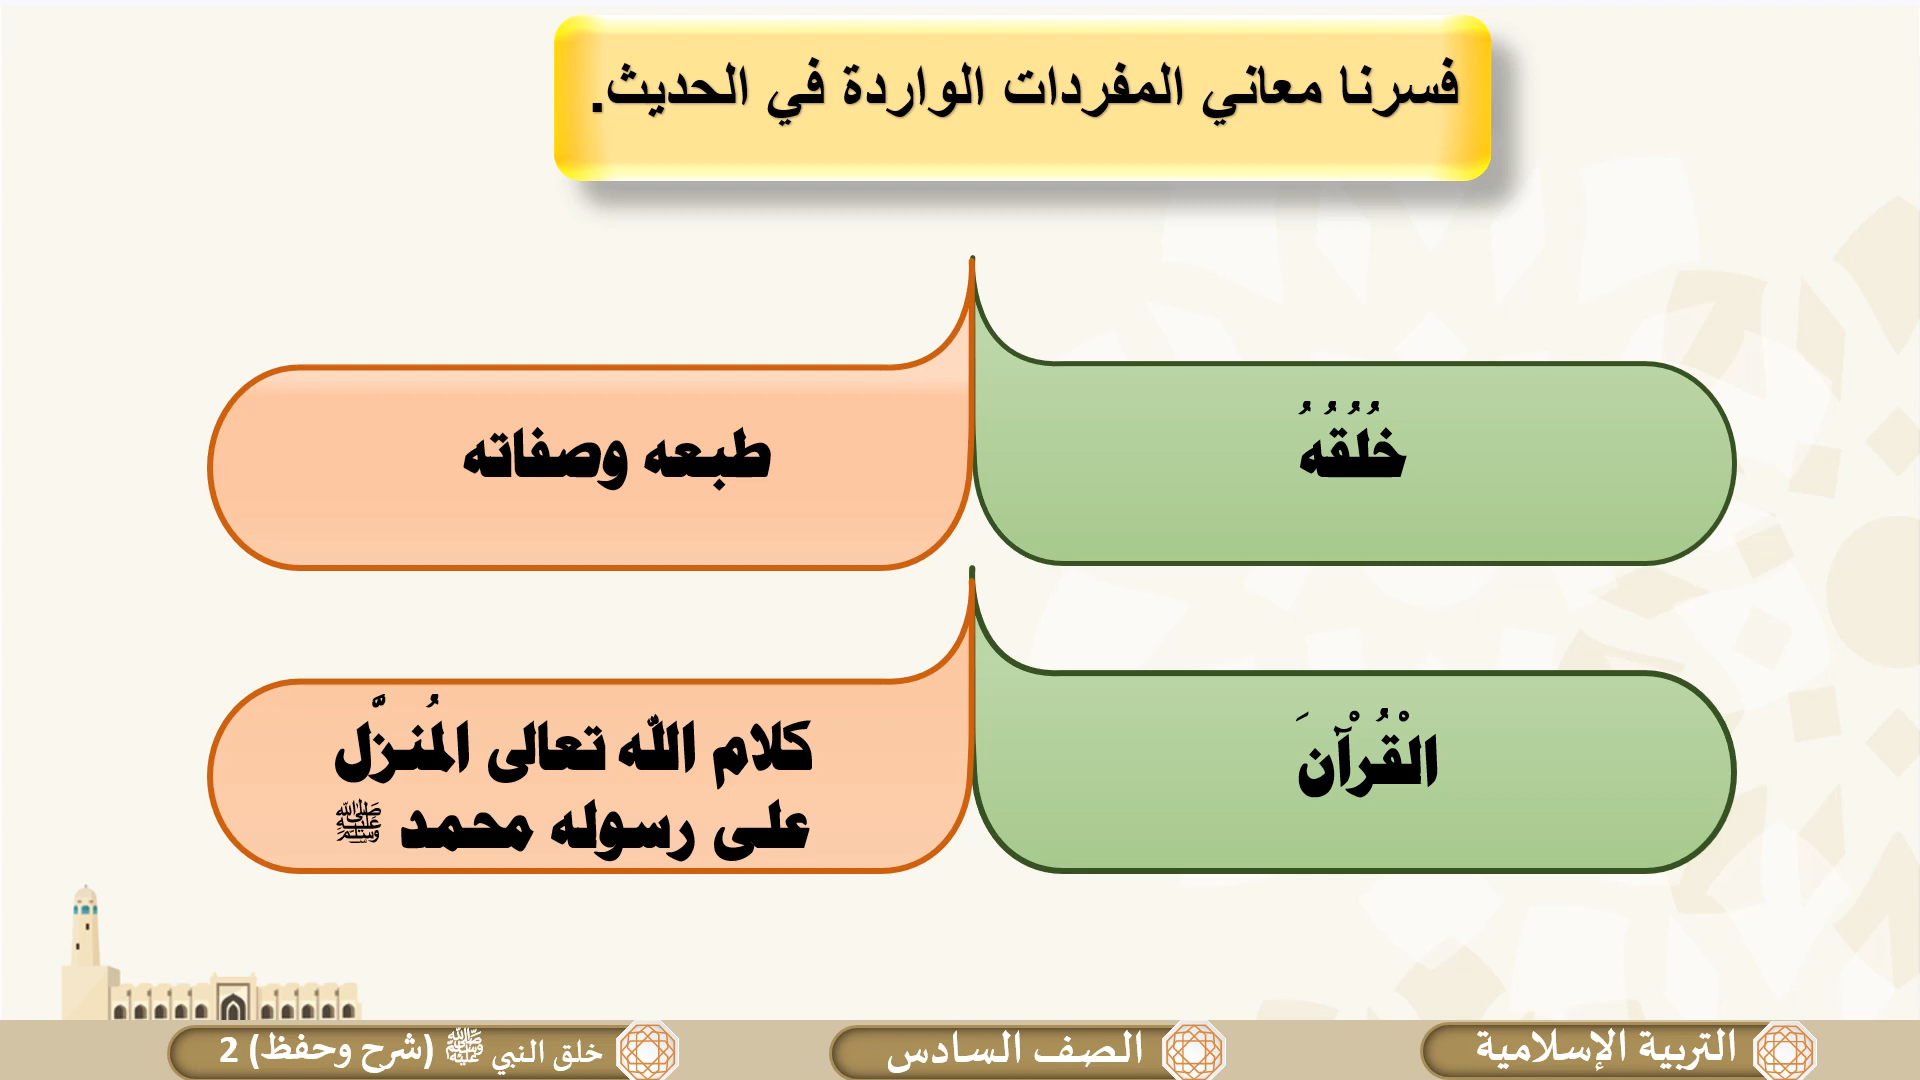 فسرنا معاني المفردات الواردة في الحديث.
خُلُقُهُ
طبعه وصفاته
الْقُرْآنَ
كلام الله تعالى المُنزَّل
على رسوله محمد ﷺ
التربية الإسلامية
الصف السادس
خلق النبي ﷺ (شرح وحفظ) 2